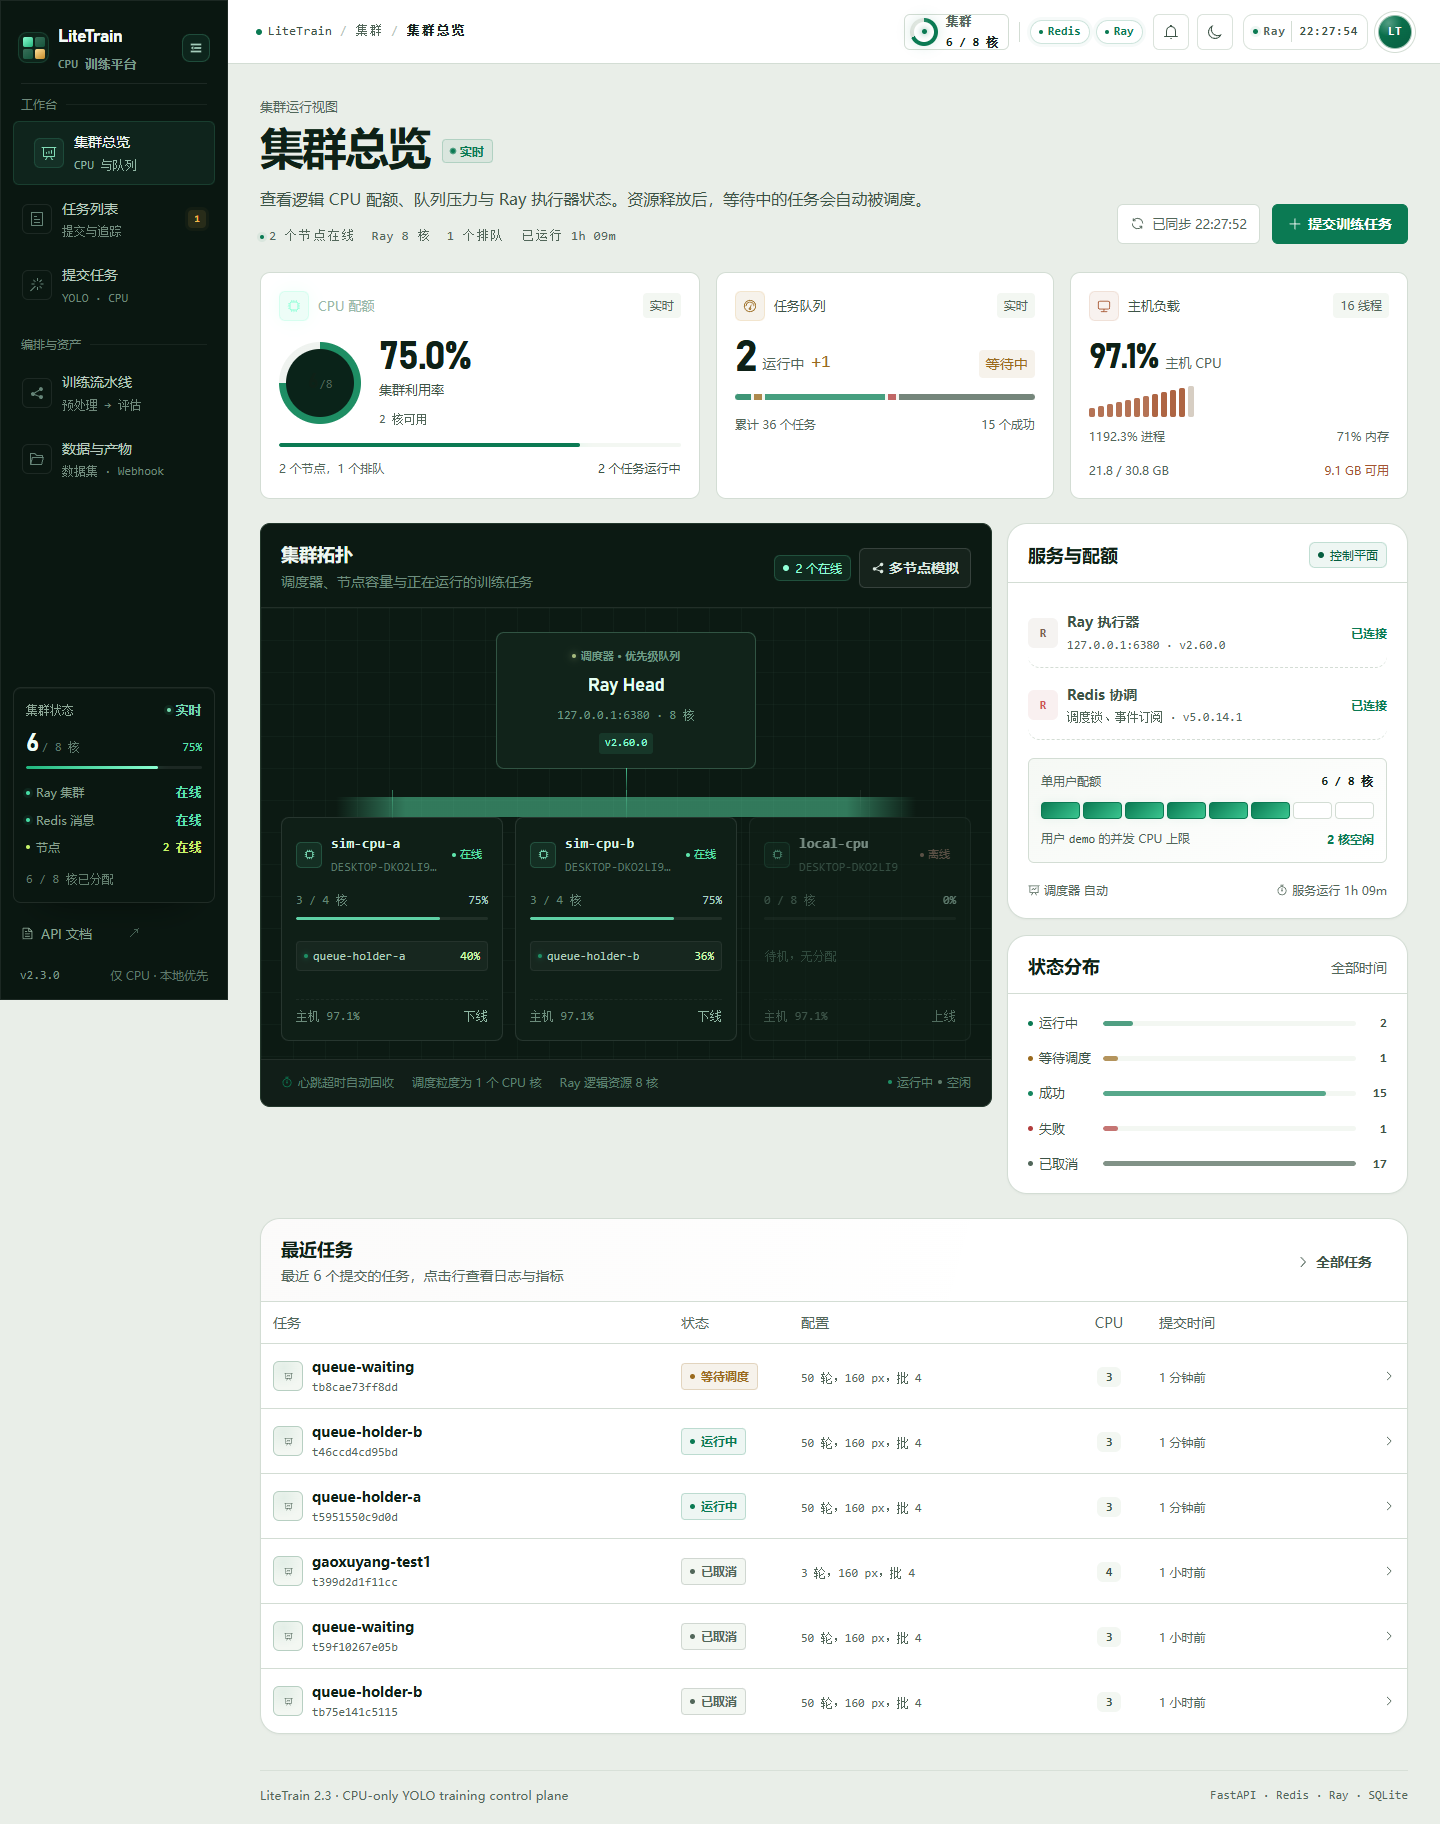 LiteTrain
CPU 训练平台
工作台
集群总览
CPU 与队列
任务列表
提交与追踪
1
提交任务
YOLO · CPU
编排与资产
训练流水线
预处理 → 评估
数据与产物
数据集 · Webhook
集群状态
实时
6 / 8 核
75%
Ray 集群
在线
Redis 消息
在线
节点
2 在线
6 / 8 核已分配
API 文档
v2.3.0
仅 CPU · 本地优先
LiteTrain / 集群 / 集群总览
集群
6 / 8 核
Redis
Ray
Ray
22:27:54
LT
集群运行视图
集群总览
实时
查看逻辑 CPU 配额、队列压力与 Ray 执行器状态。资源释放后，等待中的任务会自动被调度。
2 个节点在线 Ray 8 核 1 个排队 已运行 1h 09m
已同步 22:27:52
提交训练任务
CPU 配额
实时
/8
75.0%
集群利用率
2 核可用
2 个节点，1 个排队
2 个任务运行中
任务队列
实时
2 运行中 +1
等待中
累计 36 个任务
15 个成功
主机负载
16 线程
97.1% 主机 CPU
1192.3% 进程
71% 内存
21.8 / 30.8 GB
9.1 GB 可用
集群拓扑
调度器、节点容量与正在运行的训练任务
2 个在线
多节点模拟
调度器 • 优先级队列
Ray Head
127.0.0.1:6380 · 8 核
v2.60.0
sim-cpu-a
DESKTOP-DKO2LI9…
在线
3 / 4 核
75%
queue-holder-a
40%
主机 97.1%
下线
sim-cpu-b
DESKTOP-DKO2LI9…
在线
3 / 4 核
75%
queue-holder-b
36%
主机 97.1%
下线
local-cpu
DESKTOP-DKO2LI9
离线
0 / 8 核
0%
待机，无分配
主机 97.1%
上线
心跳超时自动回收 调度粒度为 1 个 CPU 核 Ray 逻辑资源 8 核
运行中 • 空闲
服务与配额
控制平面
R
Ray 执行器
127.0.0.1:6380 · v2.60.0
已连接
R
Redis 协调
调度锁、事件订阅 · v5.0.14.1
已连接
单用户配额
6 / 8 核
用户 demo 的并发 CPU 上限
2 核空闲
调度器 自动
服务运行 1h 09m
状态分布
全部时间
运行中
2
等待调度
1
成功
15
失败
1
已取消
17
最近任务
最近 6 个提交的任务，点击行查看日志与指标
全部任务
任务 状态 配置 CPU 提交时间
queue-waiting
tb8cae73ff8dd
等待调度
50 轮，160 px，批 4
3
1 分钟前
queue-holder-b
t46ccd4cd95bd
运行中
50 轮，160 px，批 4
3
1 分钟前
queue-holder-a
t5951550c9d0d
运行中
50 轮，160 px，批 4
3
1 分钟前
gaoxuyang-test1
t399d2d1f11cc
已取消
3 轮，160 px，批 4
4
1 小时前
queue-waiting
t59f10267e05b
已取消
50 轮，160 px，批 4
3
1 小时前
queue-holder-b
tb75e141c5115
已取消
50 轮，160 px，批 4
3
1 小时前
LiteTrain 2.3 · CPU-only YOLO training control plane
FastAPI · Redis · Ray · SQLite